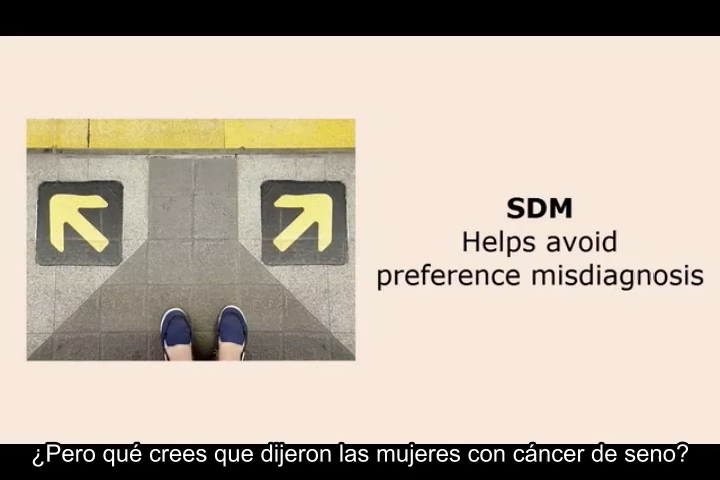 SDM
Helps avoid
preference misdiagnosis
¿Pero qué crees que dijeron las mujeres con cáncer de seno?